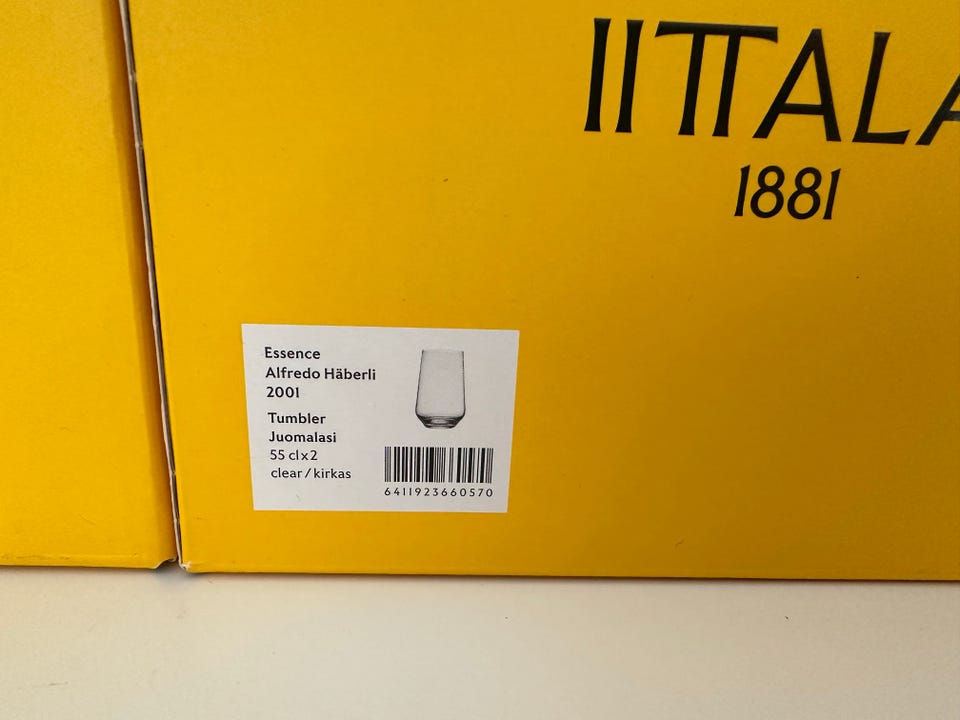 IITTALA
1881
Essence
Alfredo Häberli
2001
Tumbler
Juomalasi
55 cl x 2
clear / kirkas
6411923660570